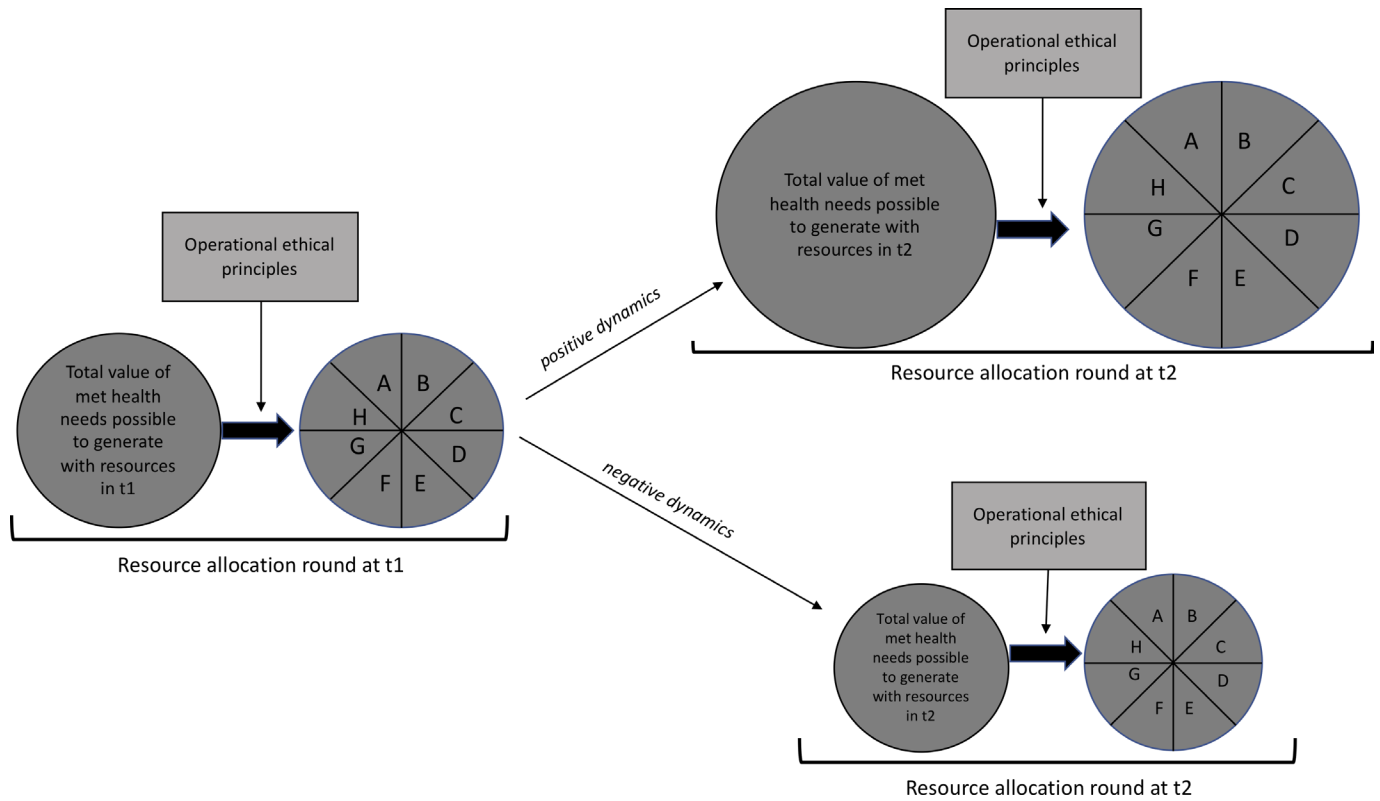 Operational ethical
principles
Total value of
met health
needs possible
to generate
with resources
in t1
A
B
C
D
E
F
G
H
Resource allocation round at t1
positive dynamics
negative dynamics
Operational ethical
principles
Total value of met
health needs possible
to generate with
resources in t2
A
B
C
D
E
F
G
H
Resource allocation round at t2
Operational ethical
principles
Total value of
met health
needs possible
to generate
with resources
in t2
A
B
C
D
E
F
G
H
Resource allocation round at t2